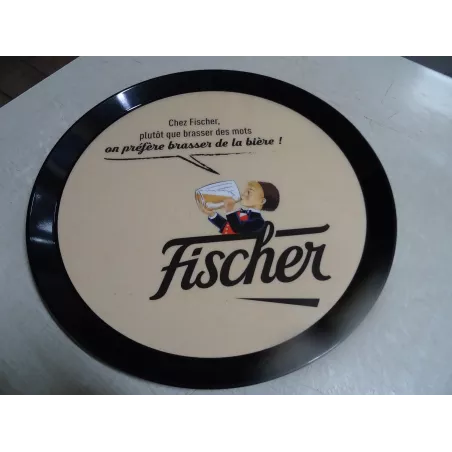 Chez Fischer,
plutôt que brasser des mots
on préfère brasser de la bière !
Fischer